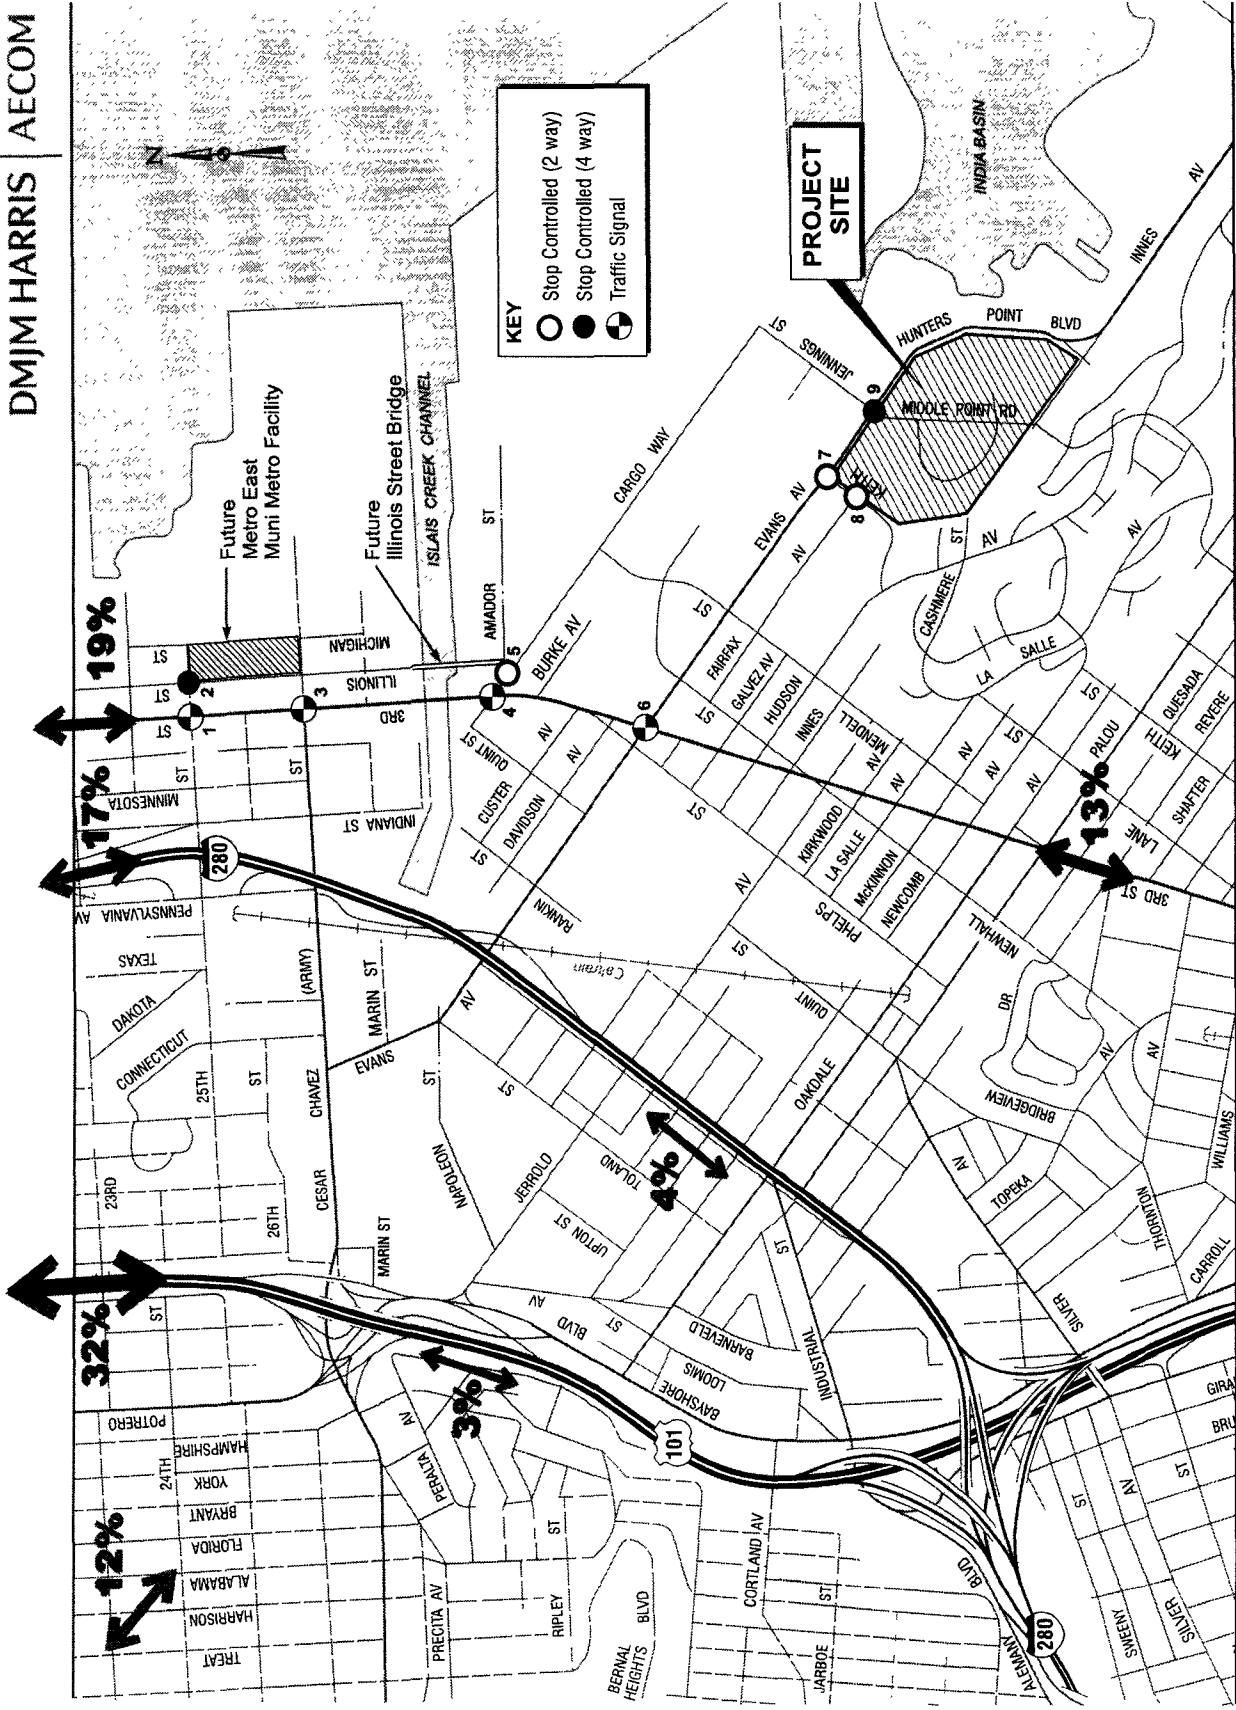 DMJM HARRIS | AECOM
N
KEY
Stop Controlled (2 way)
Stop Controlled (4 way)
Traffic Signal
PROJECT
SITE
INDIA BASIN
Future
Metro East
Muni Metro Facility
Future
Illinois Street Bridge
ISLAIS CREEK CHANNEL
19%
17%
32%
12%
3%
4%
13%
1
2
3
4
5
6
7
8
9
280
101
280
HUNTERS
POINT
BLVD
INNES
AV
JENNINGS
ST
MIDDLE POINT RD
KEITH
CARGO WAY
EVANS
AV
AV
AMADOR
ST
BURKE AV
MICHIGAN
ST
ILLINOIS
ST
3RD
ST
MINNESOTA
ST
ST
INDIANA ST
QUINT ST
CUSTER
AV
DAVIDSON
AV
ST
RANKIN
PENNSYLVANIA AV
TEXAS
DAKOTA
CONNECTICUT
25TH
ST
23RD
26TH
CESAR
CHAVEZ
(ARMY)
MARIN ST
EVANS
AV
ST
NAPOLEON
MARIN ST
JERROLD
ST
TOLAND
UPTON ST
AV
BLVD
ST
BARNEVELD
LOOMIS
BAYSHORE
INDUSTRIAL
ST
OAKDALE
Caltrain
QUINT
ST
PHELPS
AV
ST
ST
ST
FAIRFAX
GALVEZ AV
HUDSON
INNES
MENDELL
AV
AV
KIRKWOOD
LA SALLE
McKINNON
NEWCOMB
AV
AV
AV
NEWHALL
ST
ST
CASHMERE
ST
AV
LA
SALLE
AV
PALOU
QUESADA
KEITH
REVERE
SHAFTER
LANE
3RD ST
DR
BRIDGEVIEW
AV
AV
WILLIAMS
AV
TOPEKA
THORNTON
CARROLL
SILVER
GIRA
BRU
ST
AV
ST
SWEENY
SILVER
ALEMANY
BLVD
CORTLAND AV
ST
JARBOE
BERNAL
HEIGHTS
BLVD
RIPLEY
ST
PRECITA AV
PERALTA
AV
POTRERO
ST
24TH
HAMPSHIRE
YORK
BRYANT
FLORIDA
ALABAMA
HARRISON
TREAT